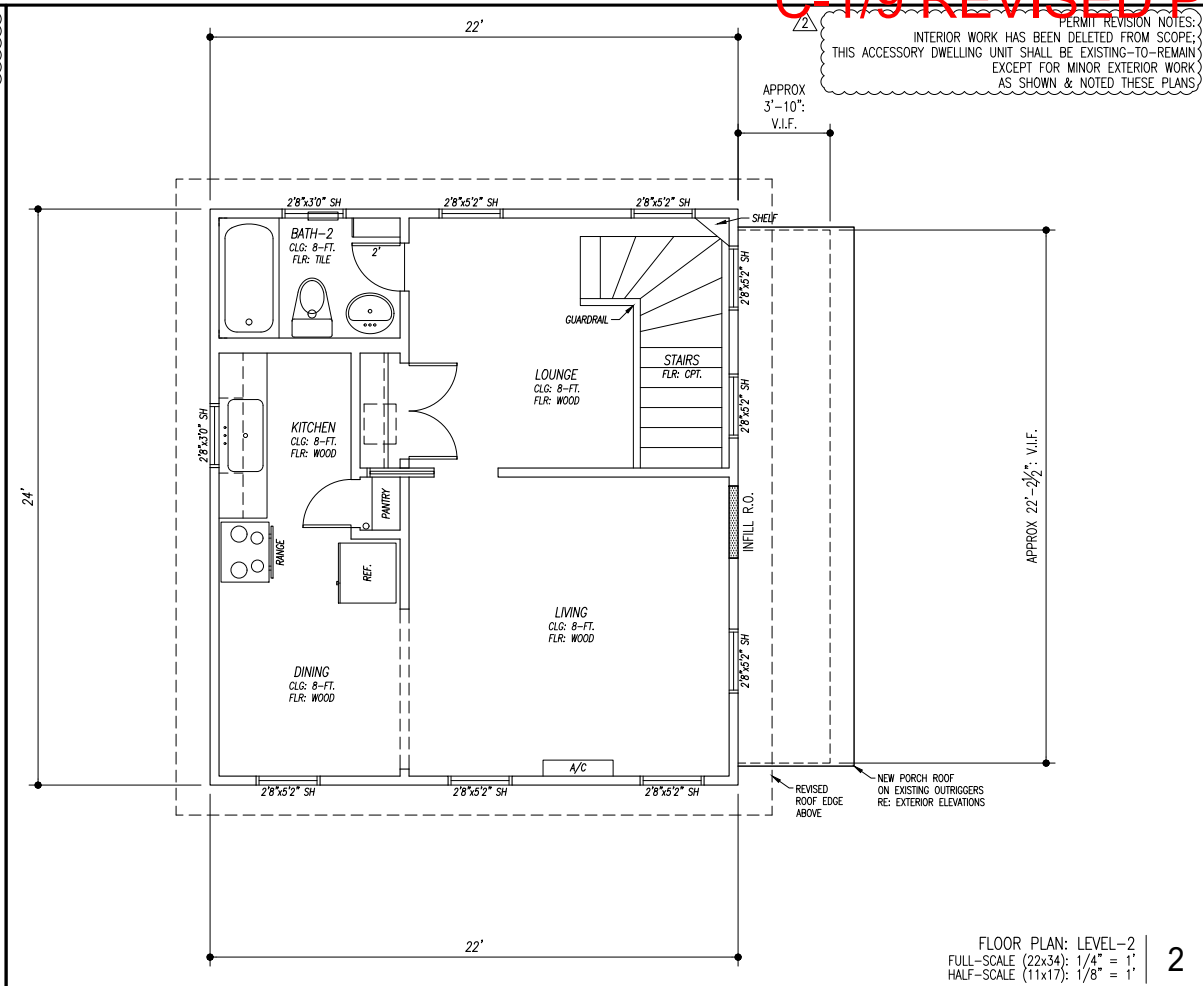 C-1/9 REVISED P
2
PERMIT REVISION NOTES:
INTERIOR WORK HAS BEEN DELETED FROM SCOPE;
THIS ACCESSORY DWELLING UNIT SHALL BE EXISTING-TO-REMAIN
EXCEPT FOR MINOR EXTERIOR WORK
AS SHOWN & NOTED THESE PLANS
22'
APPROX
3'-10":
V.I.F.
2'8"x3'0" SH
2'8"x5'2" SH
2'8"x5'2" SH
SHELF
BATH-2
CLG: 8-FT.
FLR: TILE
2'
2'8"x5'2" SH
GUARDRAIL
STAIRS
FLR: CPT.
LOUNGE
CLG: 8-FT.
FLR: WOOD
2'8"x5'2" SH
KITCHEN
CLG: 8-FT.
FLR: WOOD
2'8"x3'0" SH
24'
PANTRY
INFILL R.O.
APPROX 22'-2½": V.I.F.
RANGE
REF.
LIVING
CLG: 8-FT.
FLR: WOOD
2'8"x5'2" SH
DINING
CLG: 8-FT.
FLR: WOOD
A/C
2'8"x5'2" SH
2'8"x5'2" SH
2'8"x5'2" SH
REVISED
ROOF EDGE
ABOVE
NEW PORCH ROOF
ON EXISTING OUTRIGGERS
RE: EXTERIOR ELEVATIONS
22'
FLOOR PLAN: LEVEL-2
FULL-SCALE (22x34): 1/4" = 1'
HALF-SCALE (11x17): 1/8" = 1'
2